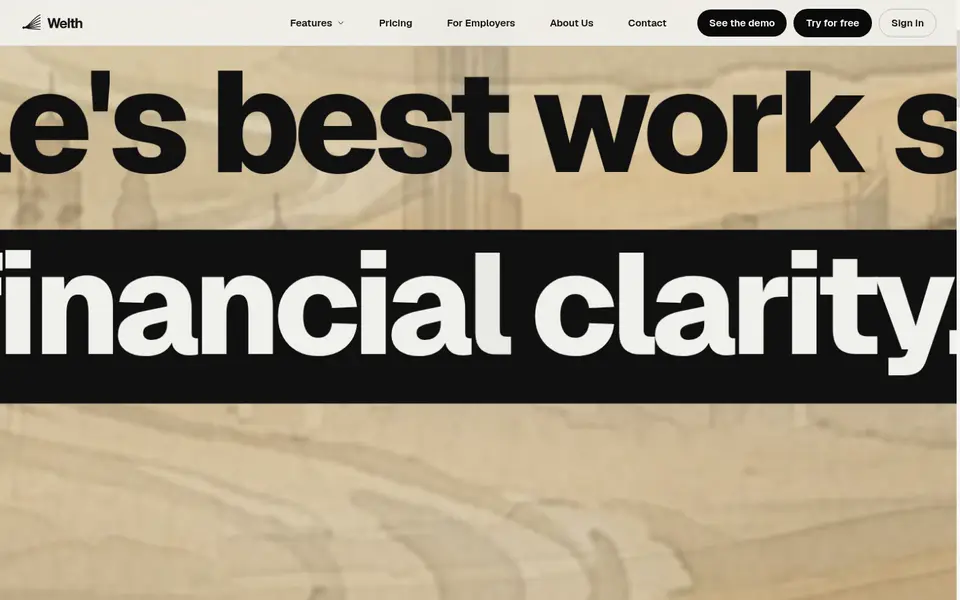 Welth
Features
Pricing
For Employers
About Us
Contact
See the demo
Try for free
Sign in
e's best work s
financial clarity.